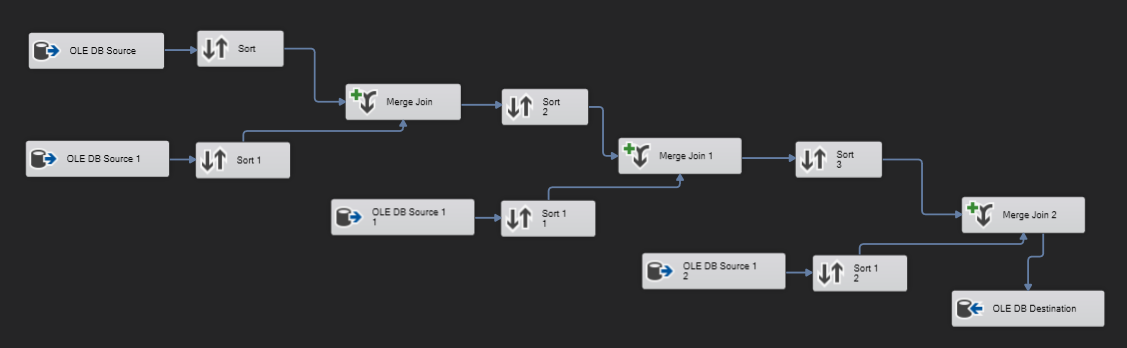 OLE DB Source
Sort
Merge Join
Sort
2
OLE DB Source 1
Sort 1
Merge Join 1
Sort
3
OLE DB Source 1
1
Sort 1
1
Merge Join 2
OLE DB Source 1
2
Sort 1
2
OLE DB Destination